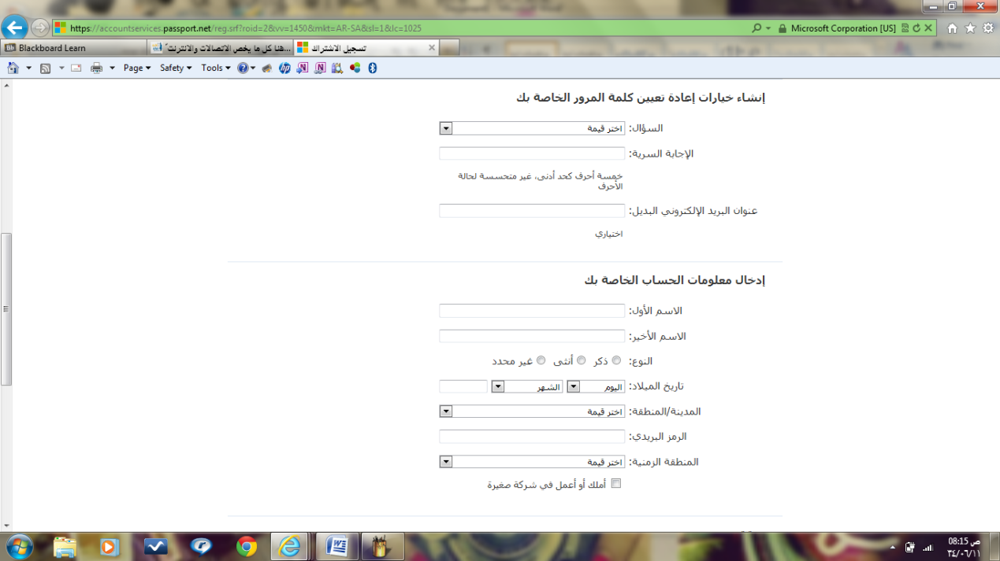 https://accountservices.passport.net/reg.srf?roid=2&vv=1450&mkt=AR-SA&sl=1&lc=1025
Microsoft Corporation [US]
Blackboard Learn
هنا كل ما يخص الاتصالات والانترنت...
تسجيل الاشتراك
Page
Safety
Tools
إنشاء خيارات إعادة تعيين كلمة المرور الخاصة بك
السؤال: اختر قيمة
الإجابة السرية:
خمسة أحرف كحد أدنى، غير متحسسة لحالة
الأحرف
عنوان البريد الإلكتروني البديل:
اختياري
إدخال معلومات الحساب الخاصة بك
الاسم الأول:
الاسم الأخير:
النوع: ذكر أنثى غير محدد
تاريخ الميلاد: اليوم الشهر
المدينة/المنطقة: اختر قيمة
الرمز البريدي:
المنطقة الزمنية: اختر قيمة
أملك أو أعمل في شركة صغيرة
08:15 ص
٣٤/٠٦/١١